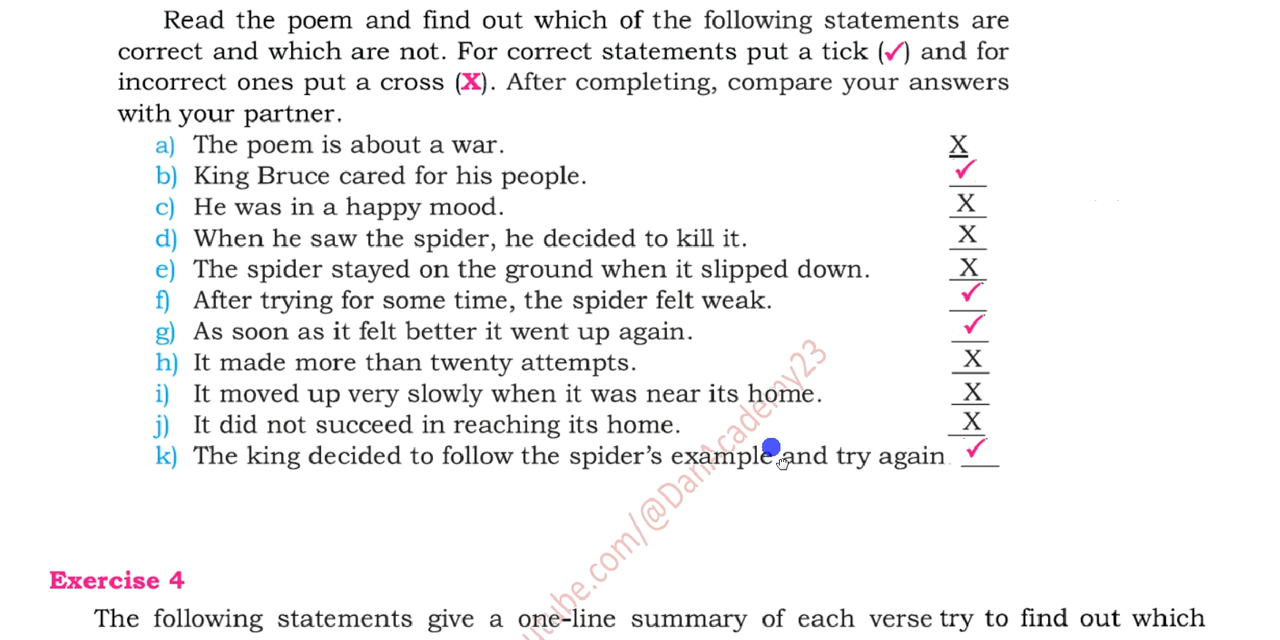 Read the poem and find out which of the following statements are
correct and which are not. For correct statements put a tick (✓) and for
incorrect ones put a cross (X). After completing, compare your answers
with your partner.
a) The poem is about a war. X
b) King Bruce cared for his people. ✓
c) He was in a happy mood. X
d) When he saw the spider, he decided to kill it. X
e) The spider stayed on the ground when it slipped down. X
f) After trying for some time, the spider felt weak. ✓
g) As soon as it felt better it went up again. ✓
h) It made more than twenty attempts. X
i) It moved up very slowly when it was near its home. X
j) It did not succeed in reaching its home. X
k) The king decided to follow the spider's example and try again ✓
utube.com/@DanAcademy23
Exercise 4
The following statements give a one-line summary of each verse try to find out which